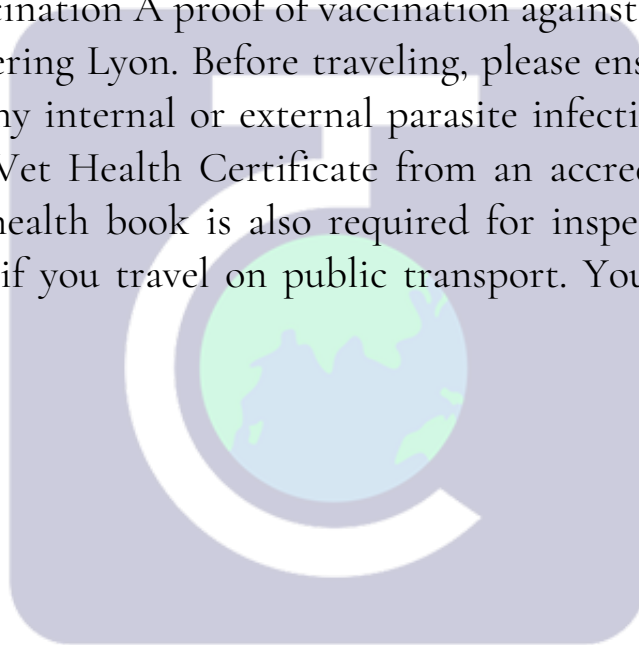 cination A proof of vaccination against
ering Lyon. Before traveling, please ens
ny internal or external parasite infecti
Vet Health Certificate from an accred
health book is also required for inspe
if you travel on public transport. You